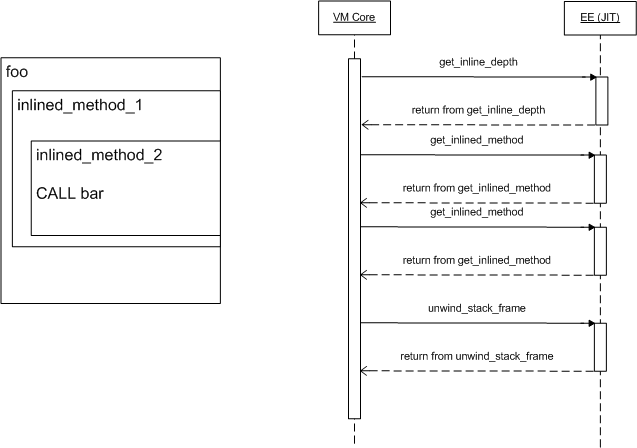 foo
inlined_method_1
inlined_method_2
CALL bar
VM Core
EE (JIT)
get_inline_depth
return from get_inline_depth
get_inlined_method
return from get_inlined_method
get_inlined_method
return from get_inlined_method
unwind_stack_frame
return from unwind_stack_frame